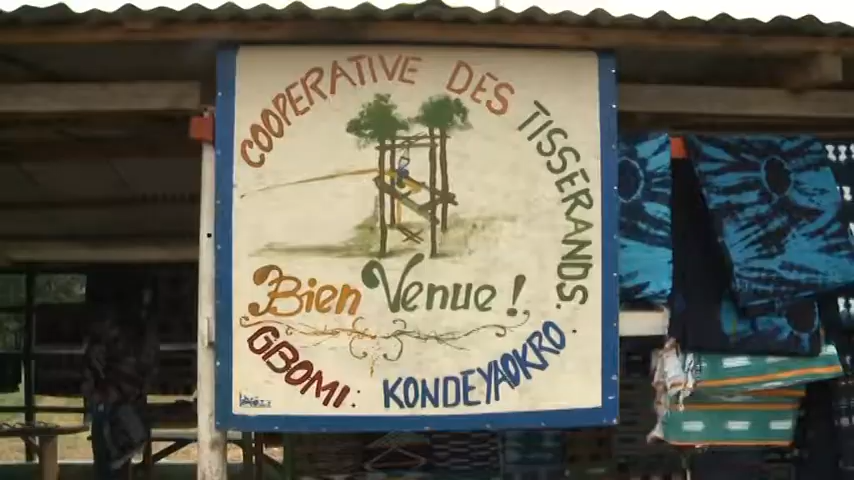 COOPERATIVE DES TISSERANDS.
Bien Venue !
GBOMI: KONDEYAOKRO.